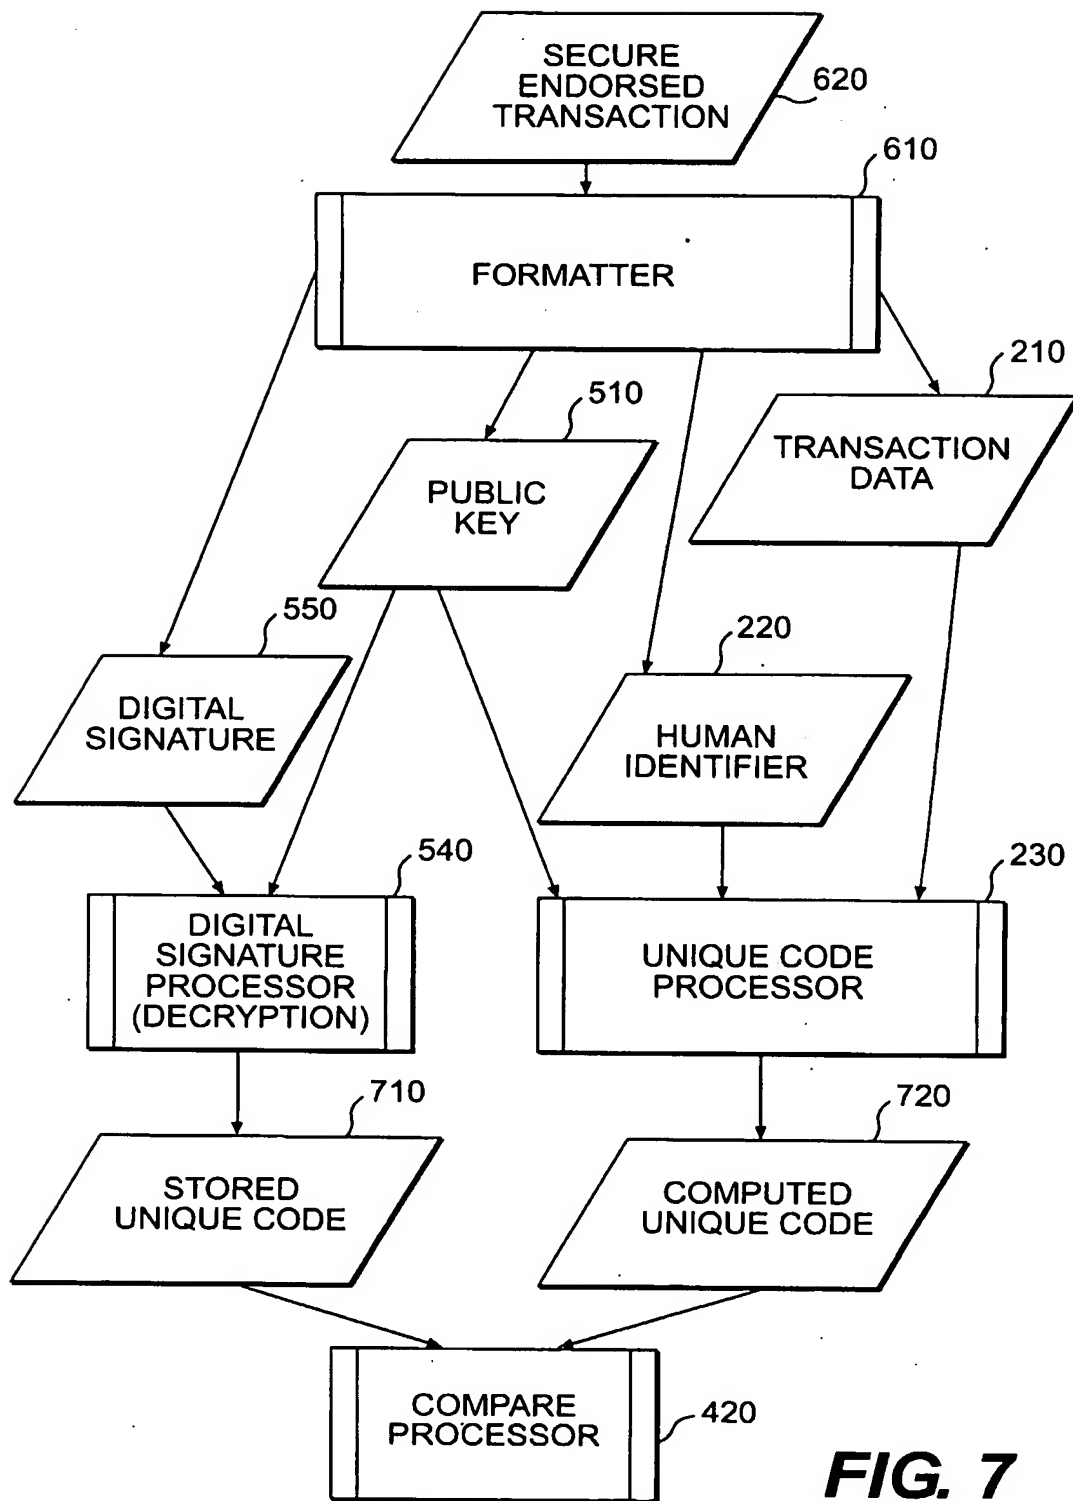 SECURE
ENDORSED
TRANSACTION
620
610
FORMATTER
210
TRANSACTION
DATA
510
PUBLIC
KEY
550
DIGITAL
SIGNATURE
220
HUMAN
IDENTIFIER
540
DIGITAL
SIGNATURE
PROCESSOR
(DECRYPTION)
230
UNIQUE CODE
PROCESSOR
710
STORED
UNIQUE CODE
720
COMPUTED
UNIQUE CODE
COMPARE
PROCESSOR
420
FIG. 7